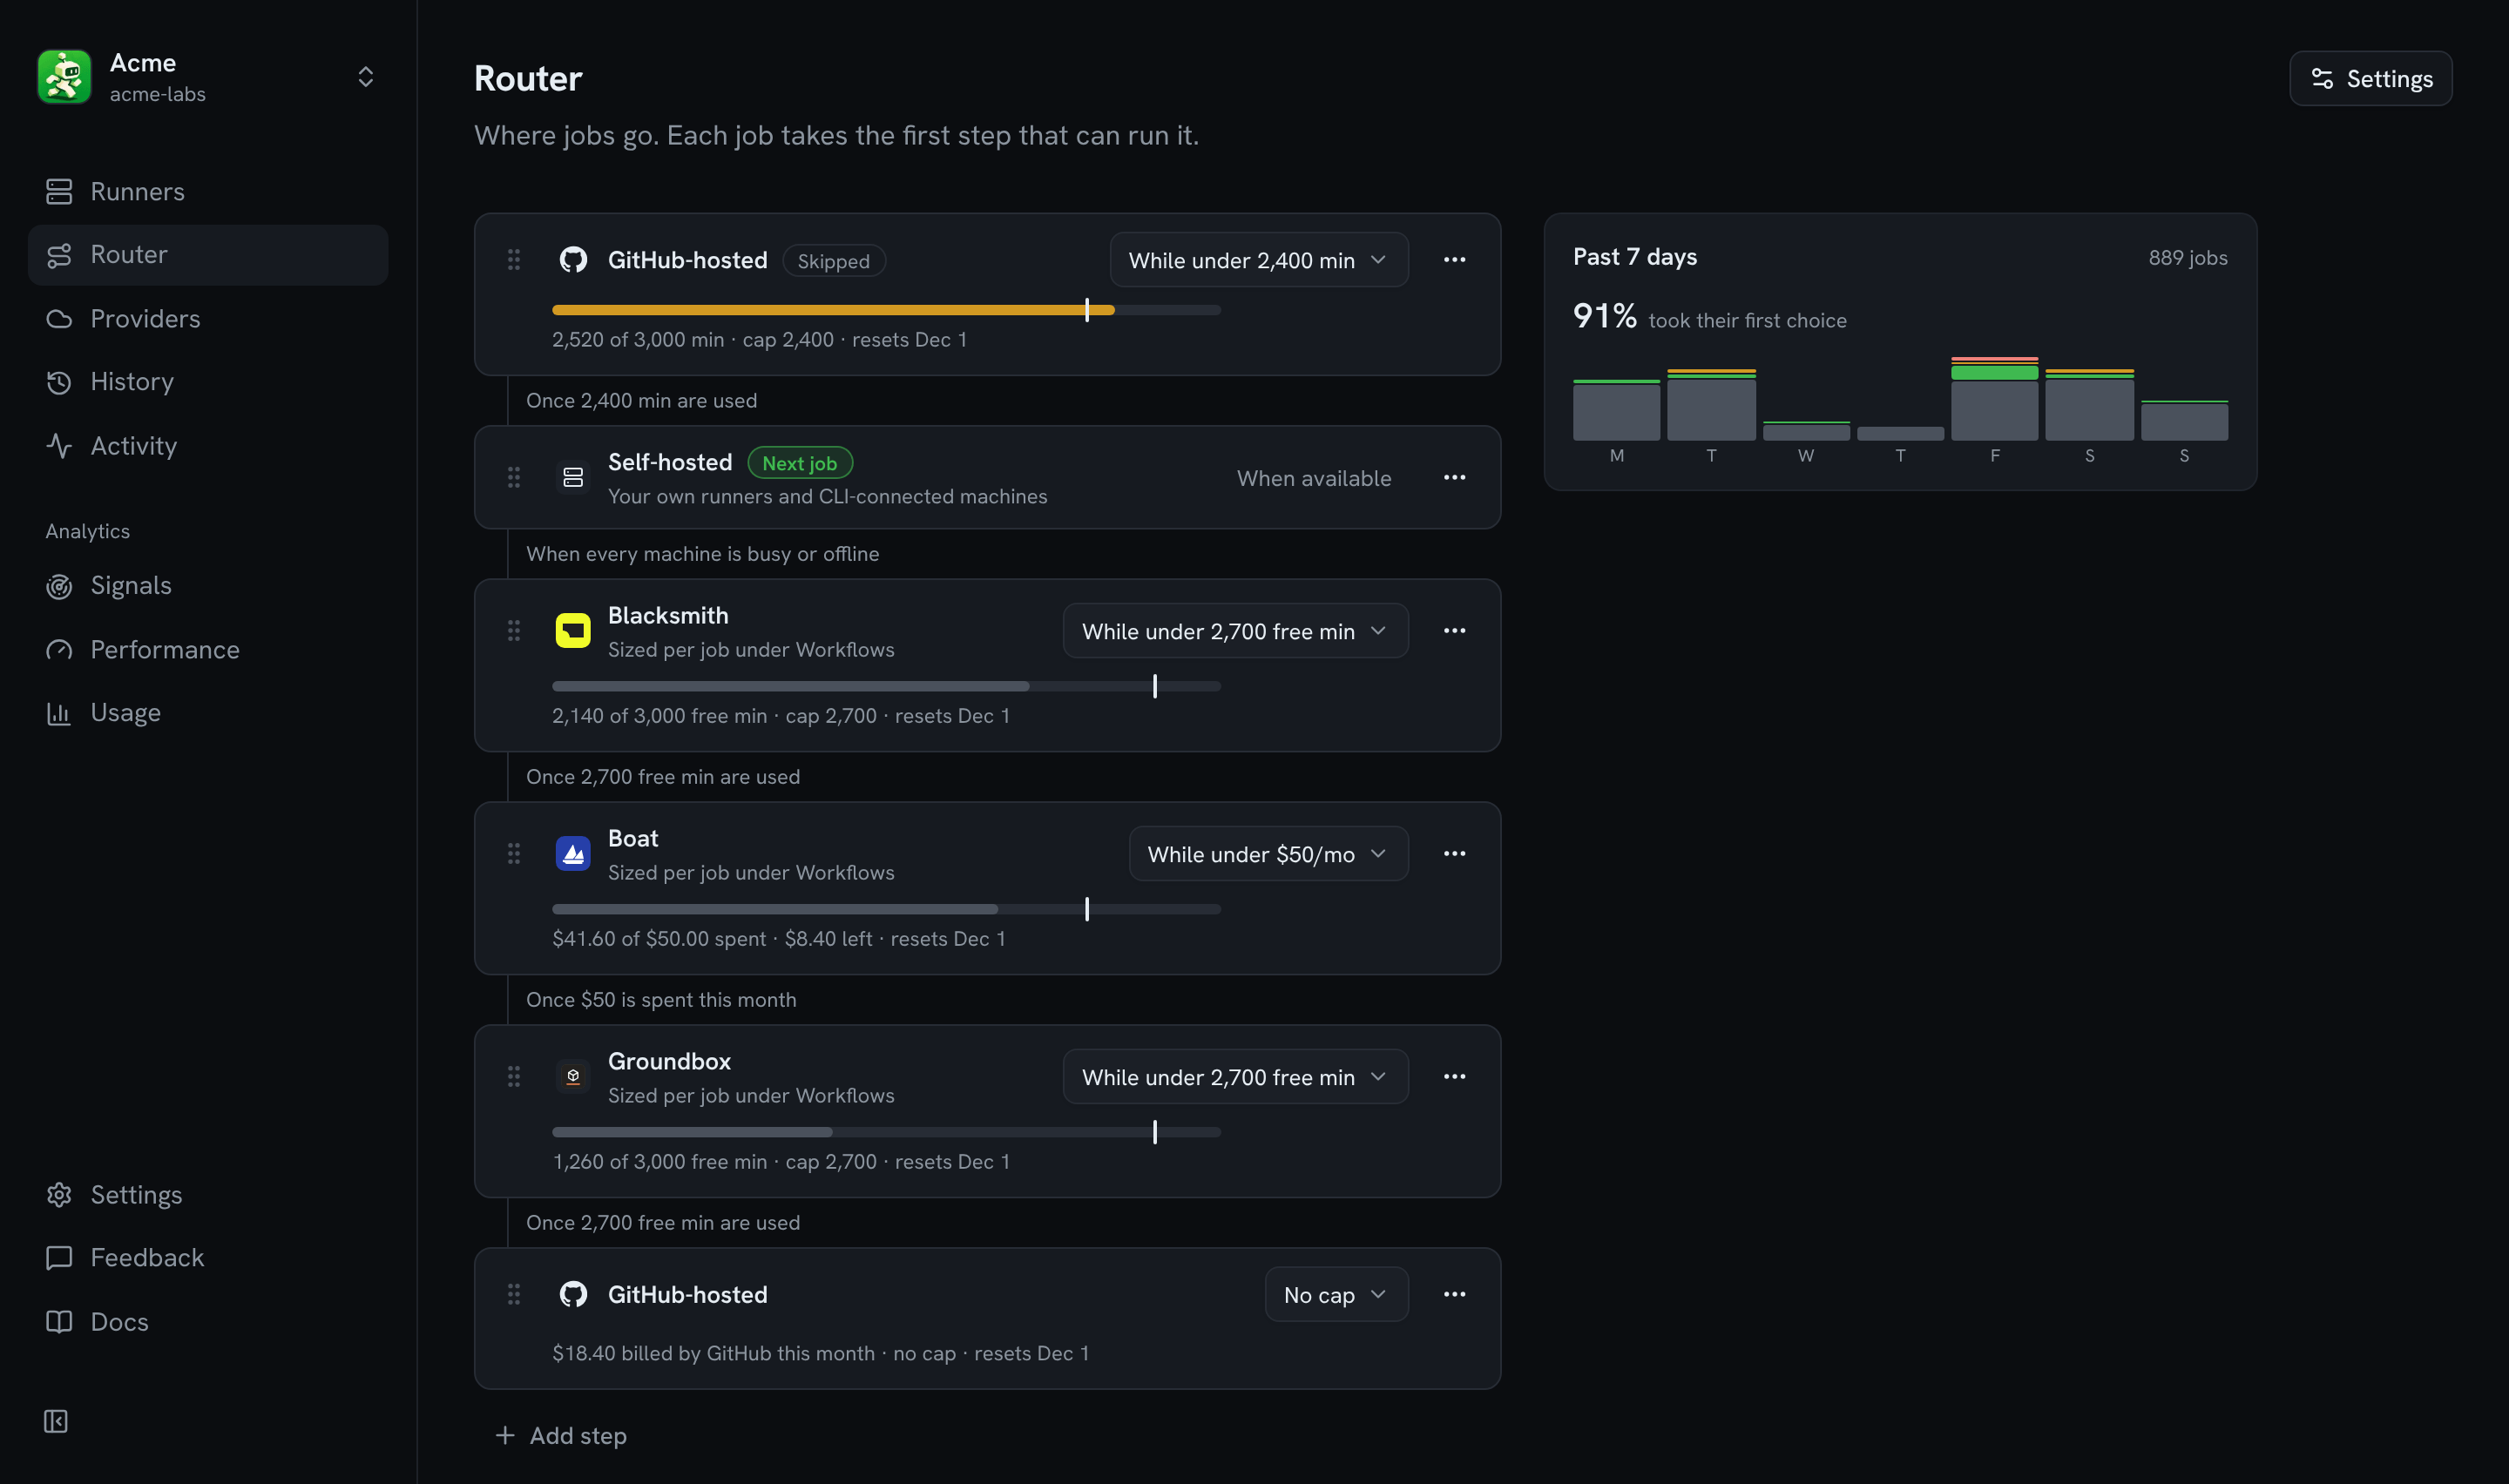 Acme
acme-labs
Runners
Router
Providers
History
Activity
Analytics
Signals
Performance
Usage
Settings
Feedback
Docs
Router
Settings
Where jobs go. Each job takes the first step that can run it.
GitHub-hosted Skipped While under 2,400 min
2,520 of 3,000 min · cap 2,400 · resets Dec 1
Once 2,400 min are used
Self-hosted Next job
Your own runners and CLI-connected machines
When available
When every machine is busy or offline
Blacksmith
Sized per job under Workflows
While under 2,700 free min
2,140 of 3,000 free min · cap 2,700 · resets Dec 1
Once 2,700 free min are used
Boat
Sized per job under Workflows
While under $50/mo
$41.60 of $50.00 spent · $8.40 left · resets Dec 1
Once $50 is spent this month
Groundbox
Sized per job under Workflows
While under 2,700 free min
1,260 of 3,000 free min · cap 2,700 · resets Dec 1
Once 2,700 free min are used
GitHub-hosted No cap
$18.40 billed by GitHub this month · no cap · resets Dec 1
Add step
Past 7 days 889 jobs
91% took their first choice
M T W T F S S